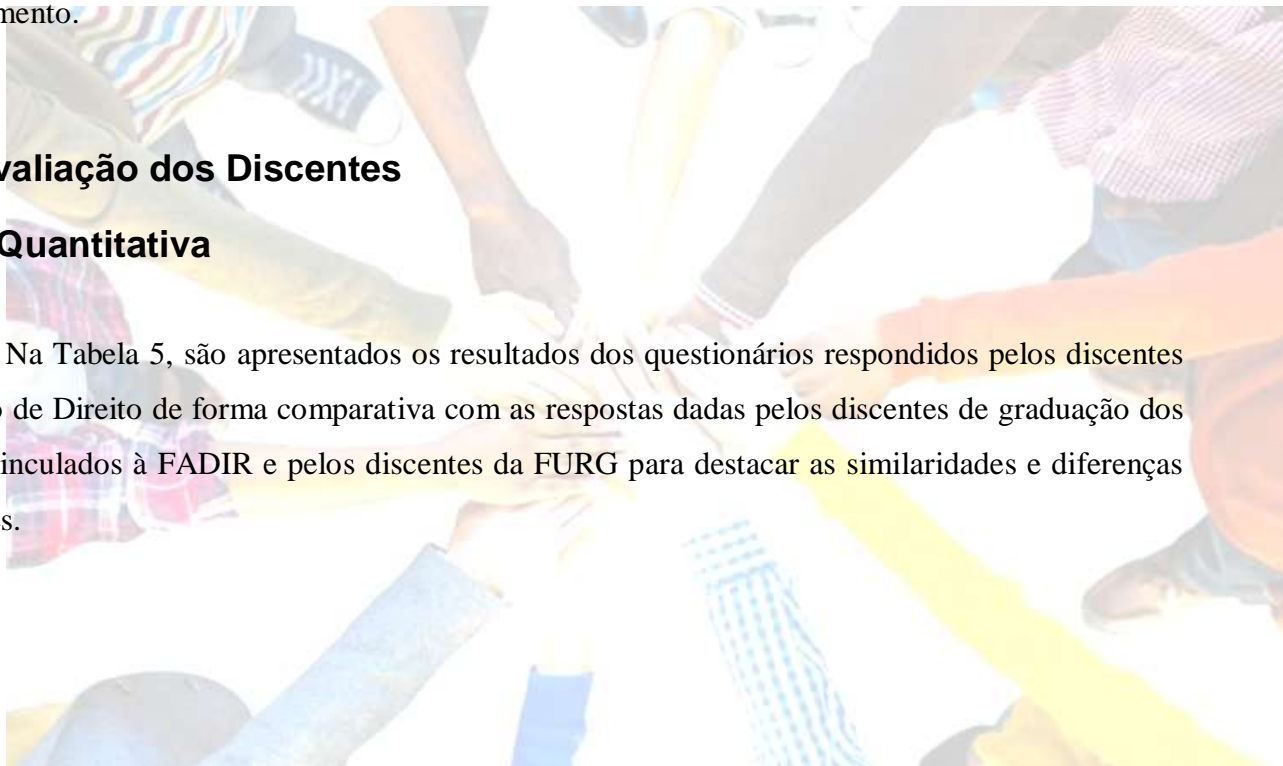 mento.
valiação dos Discentes
Quantitativa
Na Tabela 5, são apresentados os resultados dos questionários respondidos pelos discentes
o de Direito de forma comparativa com as respostas dadas pelos discentes de graduação dos
inculados à FADIR e pelos discentes da FURG para destacar as similaridades e diferenças
s.